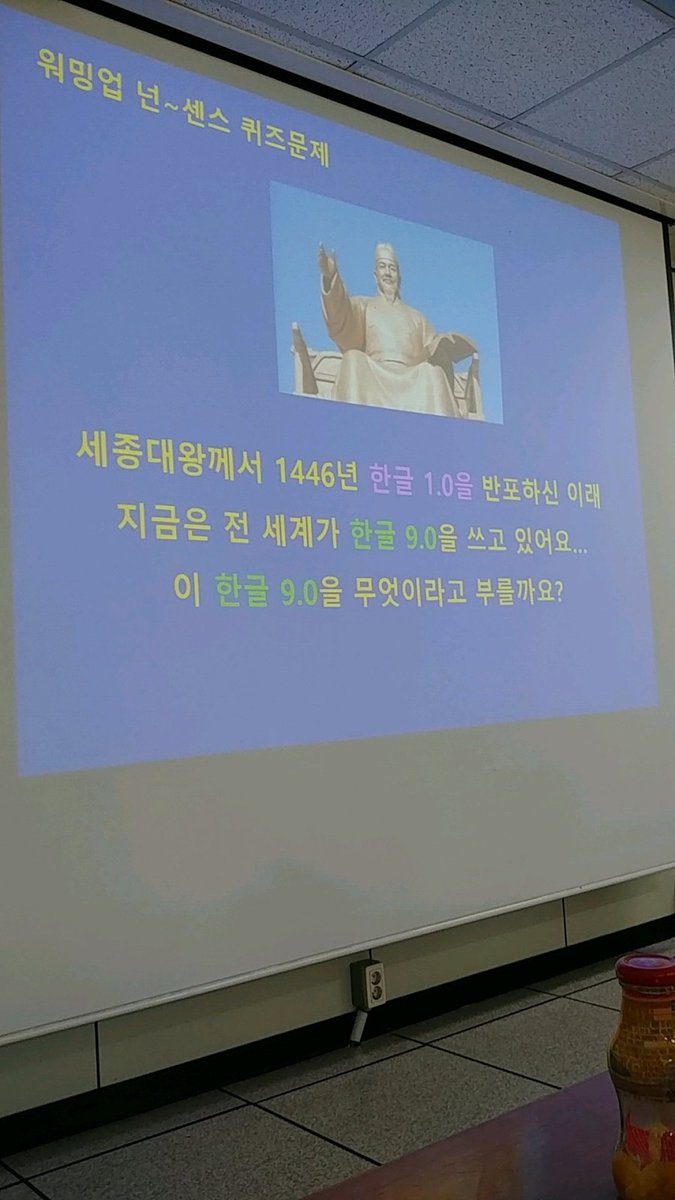 워밍업 넌~센스 퀴즈문제
세종대왕께서 1446년 한글 1.0을 반포하신 이래
지금은 전 세계가 한글 9.0을 쓰고 있어요...
이 한글 9.0을 무엇이라고 부를까요?